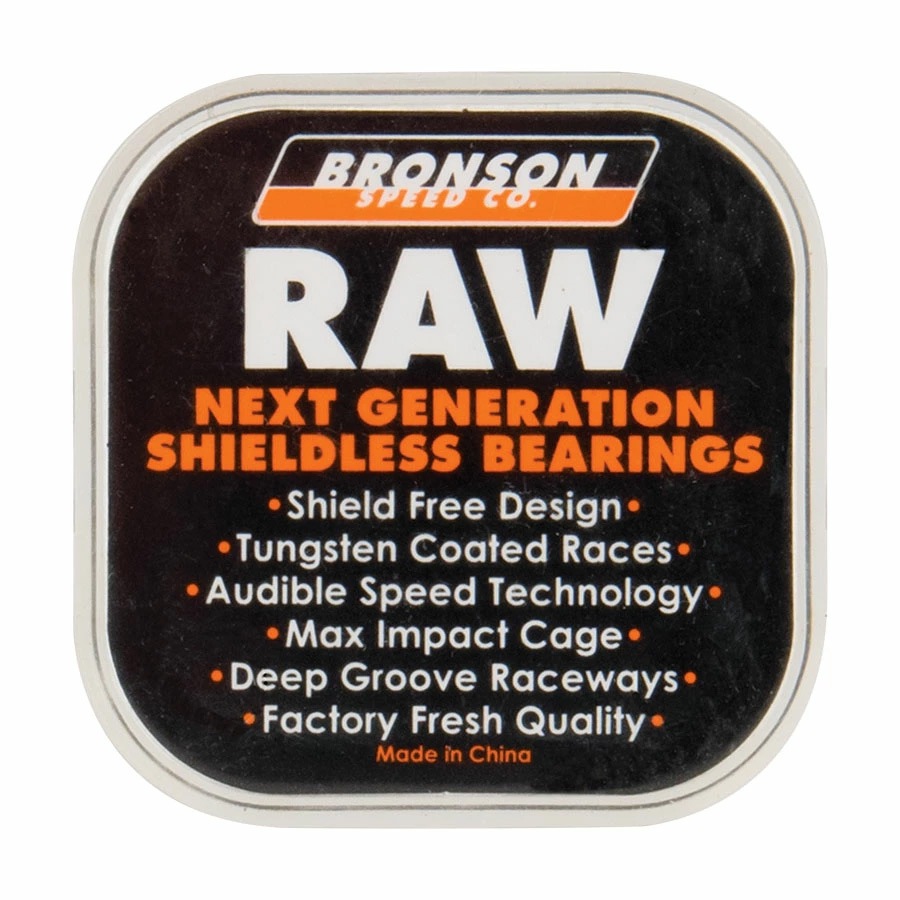 BRONSON
SPEED CO.
RAW
NEXT GENERATION
SHIELDLESS BEARINGS
•Shield Free Design•
•Tungsten Coated Races•
•Audible Speed Technology•
•Max Impact Cage•
•Deep Groove Raceways•
•Factory Fresh Quality•
Made in China